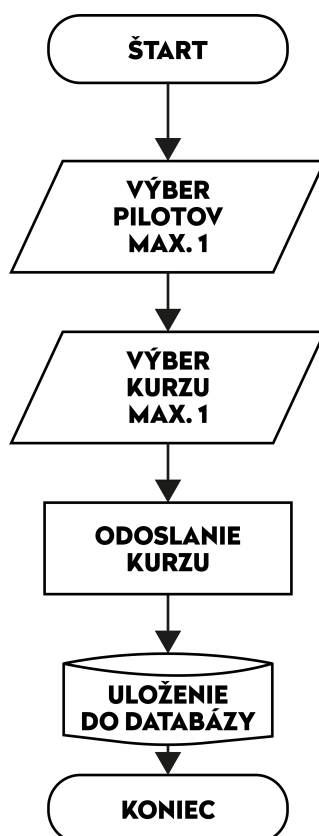 ŠTART
VÝBER
PILOTOV
MAX. 1
VÝBER
KURZU
MAX. 1
ODOSLANIE
KURZU
ULOŽENIE
DO DATABÁZY
KONIEC